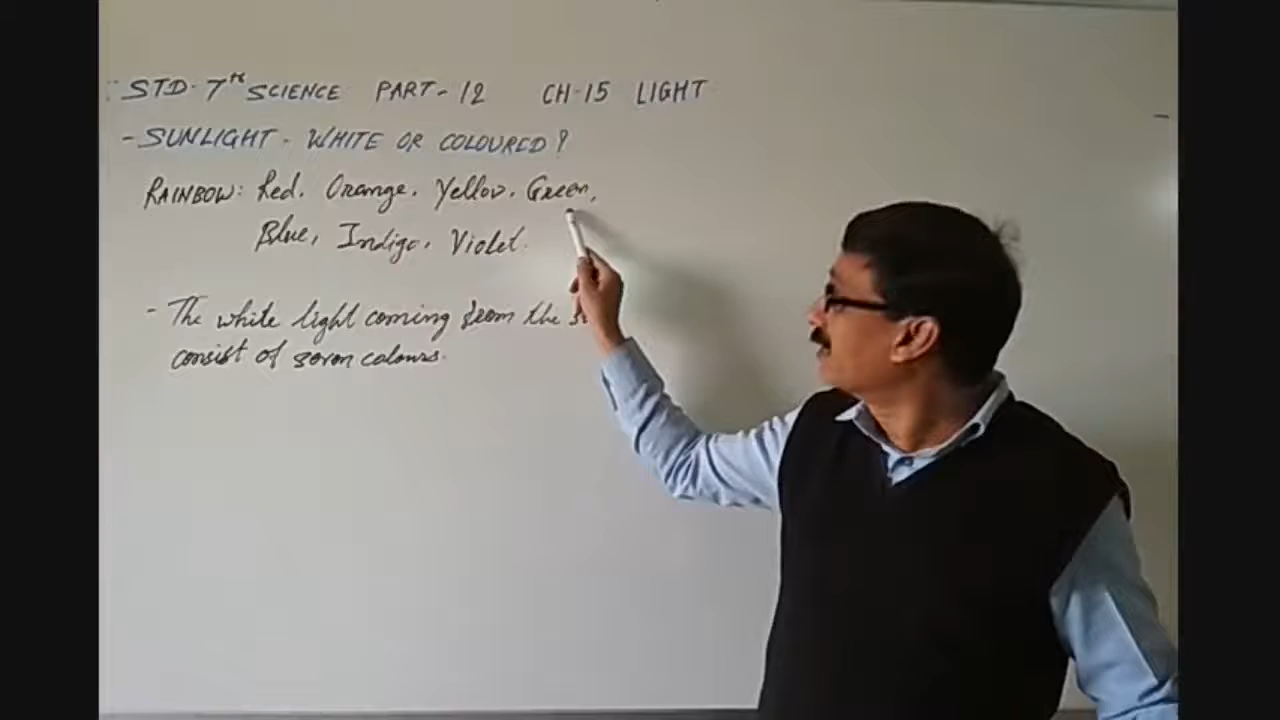 STD. 7TH SCIENCE PART-12 CH-15 LIGHT
- SUNLIGHT - WHITE OR COLOURED?
RAINBOW: Red, Orange, Yellow, Green,
Blue, Indigo, Violet.
- The white light coming from the
consist of seven colours.